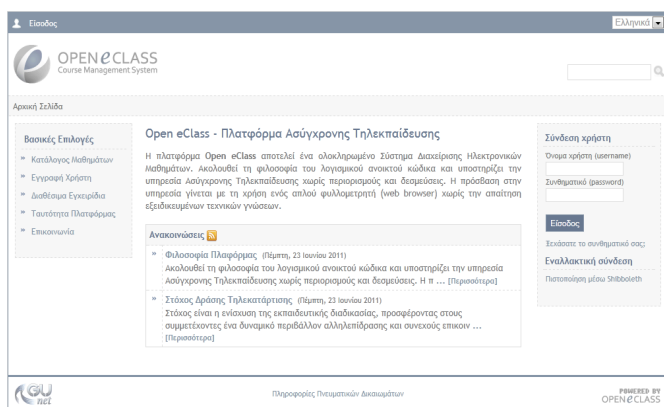 Είσοδος
Ελληνικά
OPEN eCLASS
Course Management System
Αρχική Σελίδα
Βασικές Επιλογές
» Κατάλογος Μαθημάτων
» Εγγραφή Χρήστη
» Διαθέσιμα Εγχειρίδια
» Ταυτότητα Πλατφόρμας
» Επικοινωνία
Open eClass - Πλατφόρμα Ασύγχρονης Τηλεκπαίδευσης
Η πλατφόρμα Open eClass αποτελεί ένα ολοκληρωμένο Σύστημα Διαχείρισης Ηλεκτρονικών
Μαθημάτων. Ακολουθεί τη φιλοσοφία του λογισμικού ανοικτού κώδικα και υποστηρίζει την
υπηρεσία Ασύγχρονης Τηλεκπαίδευσης χωρίς περιορισμούς και δεσμεύσεις. Η πρόσβαση στην
υπηρεσία γίνεται με τη χρήση ενός απλού φυλλομετρητή (web browser) χωρίς την απαίτηση
εξειδικευμένων τεχνικών γνώσεων.
Ανακοινώσεις
» Φιλοσοφία Πλαφόρμας (Πέμπτη, 23 Ιουνίου 2011)
Ακολουθεί τη φιλοσοφία του λογισμικού ανοικτού κώδικα και υποστηρίζει την υπηρεσία
Ασύγχρονης Τηλεκπαίδευσης χωρίς περιορισμούς και δεσμεύσεις. Η π ... [Περισσότερα]
» Στόχος Δράσης Τηλεκατάρτισης (Πέμπτη, 23 Ιουνίου 2011)
Στόχος είναι η ενίσχυση της εκπαιδευτικής διαδικασίας, προσφέροντας στους
συμμετέχοντες ένα δυναμικό περιβάλλον αλληλεπίδρασης και συνεχούς επικοιν ...
[Περισσότερα]
Σύνδεση χρήστη
Όνομα χρήστη (username)
Συνθηματικό (password)
Είσοδος
Ξεχάσατε το συνθηματικό σας;
Εναλλακτική σύνδεση
Πιστοποίηση μέσω Shibboleth
GU
net
Πληροφορίες Πνευματικών Δικαιωμάτων
POWERED BY
OPEN eCLASS